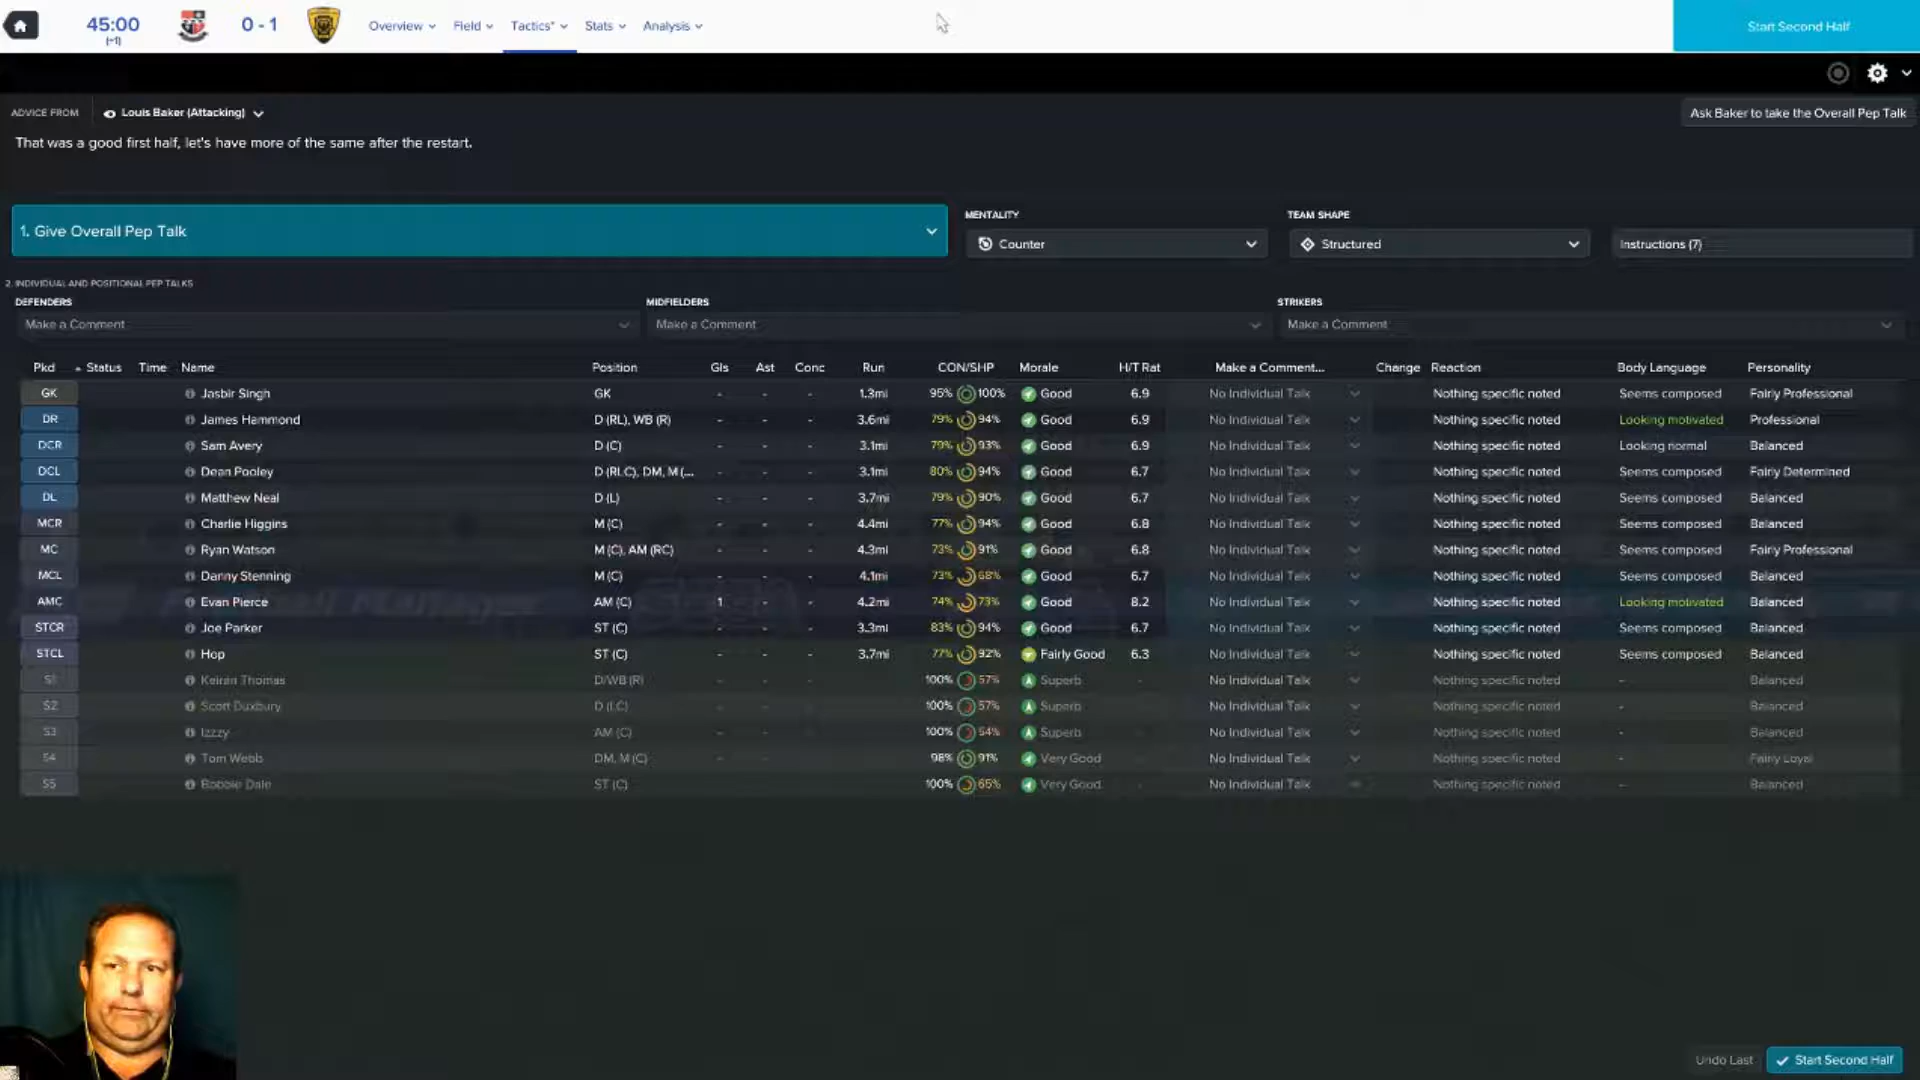 45:00 (+1) 0 - 1 Overview Field Tactics* Stats Analysis Start Second Half
ADVICE FROM Louis Baker (Attacking) Ask Baker to take the Overall Pep Talk
That was a good first half, let's have more of the same after the restart.
MENTALITY TEAM SHAPE
1. Give Overall Pep Talk Counter Structured Instructions (7)
2. INDIVIDUAL AND POSITIONAL PEP TALKS
DEFENDERS MIDFIELDERS STRIKERS
Make a Comment Make a Comment Make a Comment
Pkd Status Time Name Position Gls Ast Conc Run CON/SHP Morale H/T Rat Make a Comment... Change Reaction Body Language Personality
GK Jasbir Singh GK - - - 1.3mi 95% 100% Good 6.9 No Individual Talk Nothing specific noted Seems composed Fairly Professional
DR James Hammond D (RL), WB (R) - - - 3.6mi 79% 94% Good 6.9 No Individual Talk Nothing specific noted Looking motivated Professional
DCR Sam Avery D (C) - - - 3.1mi 79% 93% Good 6.9 No Individual Talk Nothing specific noted Looking normal Balanced
DCL Dean Pooley D (RLC), DM, M (... - - - 3.1mi 80% 94% Good 6.7 No Individual Talk Nothing specific noted Seems composed Fairly Determined
DL Matthew Neal D (L) - - - 3.7mi 79% 90% Good 6.7 No Individual Talk Nothing specific noted Seems composed Balanced
MCR Charlie Higgins M (C) - - - 4.4mi 77% 94% Good 6.8 No Individual Talk Nothing specific noted Seems composed Balanced
MC Ryan Watson M (C), AM (RC) - - - 4.3mi 73% 91% Good 6.8 No Individual Talk Nothing specific noted Seems composed Fairly Professional
MCL Danny Stenning M (C) - - - 4.1mi 73% 68% Good 6.7 No Individual Talk Nothing specific noted Seems composed Balanced
AMC Evan Pierce AM (C) 1 - - 4.2mi 74% 73% Good 8.2 No Individual Talk Nothing specific noted Looking motivated Balanced
STCR Joe Parker ST (C) - - - 3.3mi 83% 94% Good 6.7 No Individual Talk Nothing specific noted Seems composed Balanced
STCL Hop ST (C) - - - 3.7mi 77% 92% Fairly Good 6.3 No Individual Talk Nothing specific noted Seems composed Balanced
S1 Keiran Thomas D/WB (R) - - - 100% 57% Superb - No Individual Talk Nothing specific noted - Balanced
S2 Scott Duxbury D (LC) - - - 100% 57% Superb - No Individual Talk Nothing specific noted - Balanced
S3 Izzzy AM (C) - - - 100% 54% Superb - No Individual Talk Nothing specific noted - Balanced
S4 Tom Webb DM, M (C) - - - 98% 91% Very Good - No Individual Talk Nothing specific noted - Fairly Loyal
S5 Bobbie Dale ST (C) - - - 100% 65% Very Good - No Individual Talk Nothing specific noted - Balanced
Undo Last Start Second Half